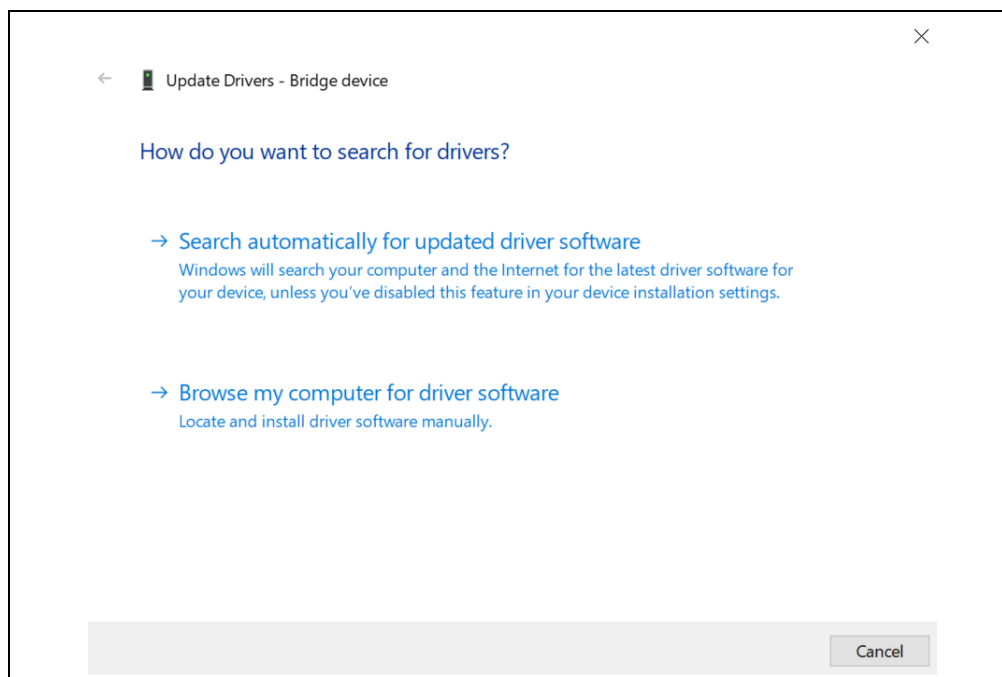 Update Drivers - Bridge device
How do you want to search for drivers?
Search automatically for updated driver software
Windows will search your computer and the Internet for the latest driver software for
your device, unless you've disabled this feature in your device installation settings.
Browse my computer for driver software
Locate and install driver software manually.
Cancel